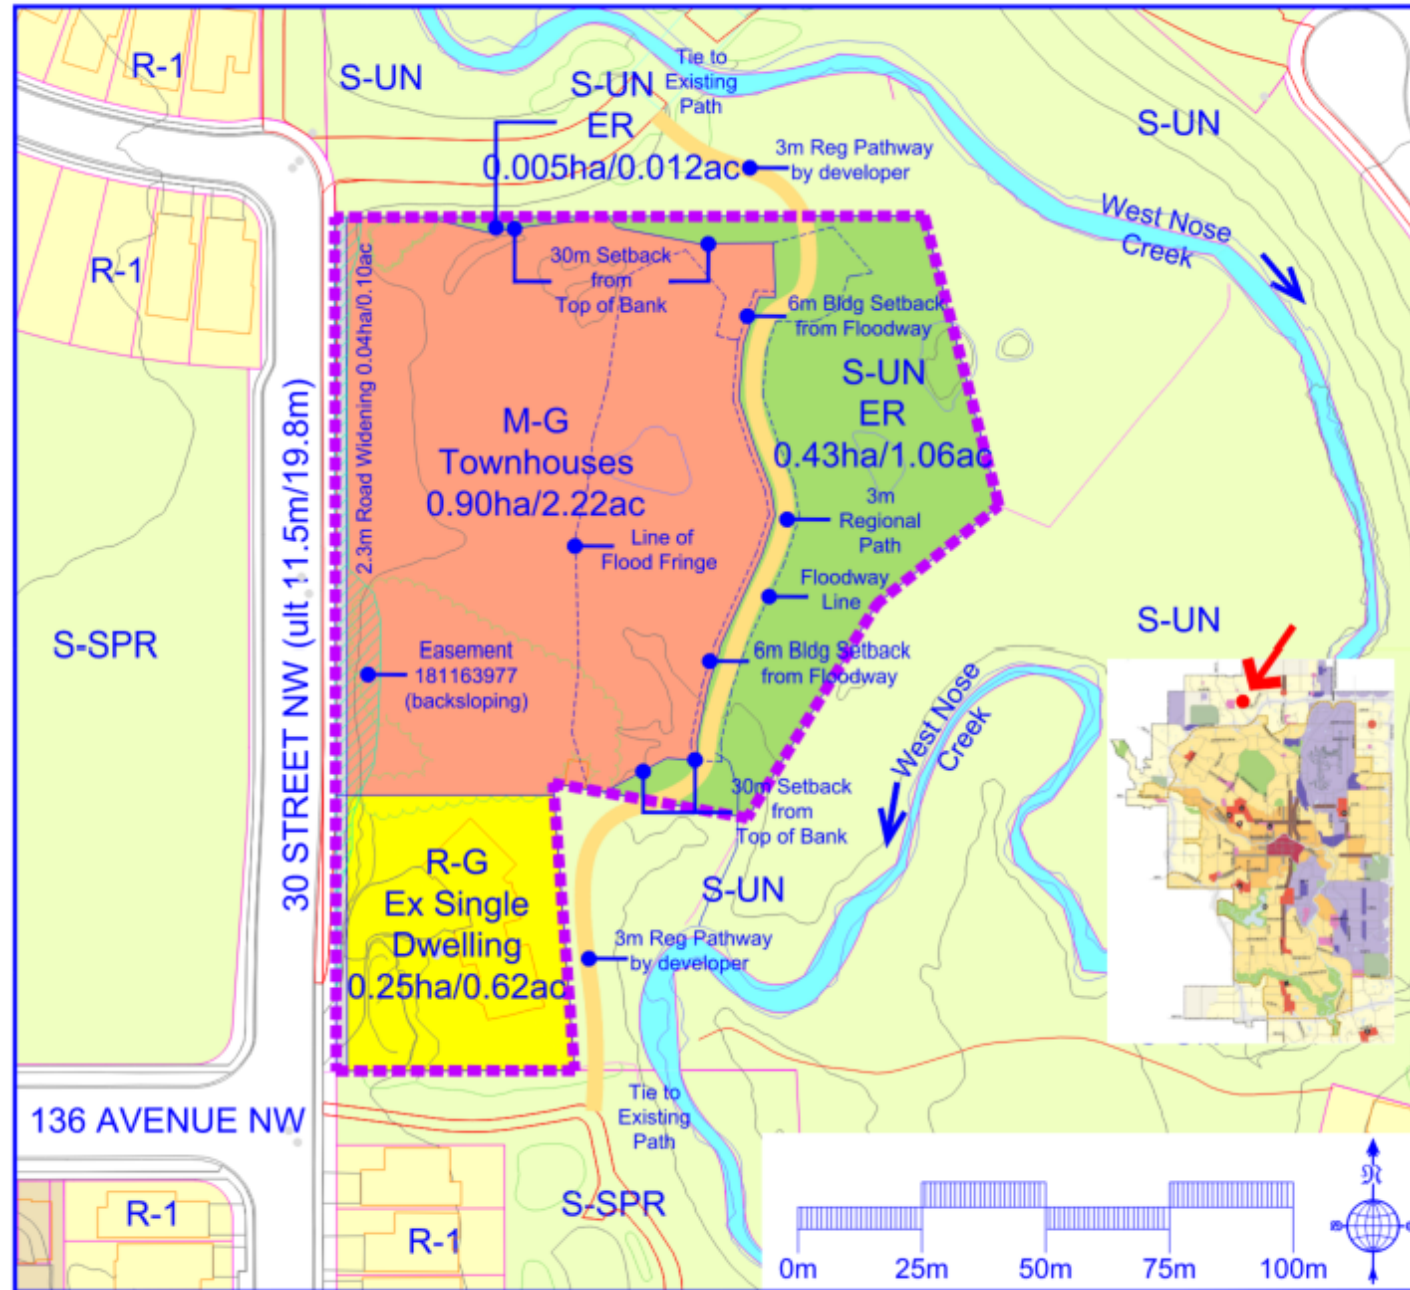 R-1
S-UN
S-UN
ER
0.005ha/0.012ac
Tie to
Existing
Path
S-UN
3m Reg Pathway
by developer
West Nose
Creek
R-1
2.3m Road Widening 0.04ha/0.10ac
30m Setback
from
Top of Bank
6m Bldg Setback
from Floodway
S-UN
ER
0.43ha/1.06ac
M-G
Townhouses
0.90ha/2.22ac
3m
Regional
Path
Line of
Flood Fringe
Floodway
Line
30 STREET NW (ult 11.5m/19.8m)
S-SPR
S-UN
Easement
181163977
(backsloping)
6m Bldg Setback
from Floodway
West Nose
Creek
30m Setback
from
Top of Bank
R-G
Ex Single
Dwelling
0.25ha/0.62ac
S-UN
3m Reg Pathway
by developer
136 AVENUE NW
Tie to
Existing
Path
S-SPR
R-1
R-1
0m
25m
50m
75m
100m